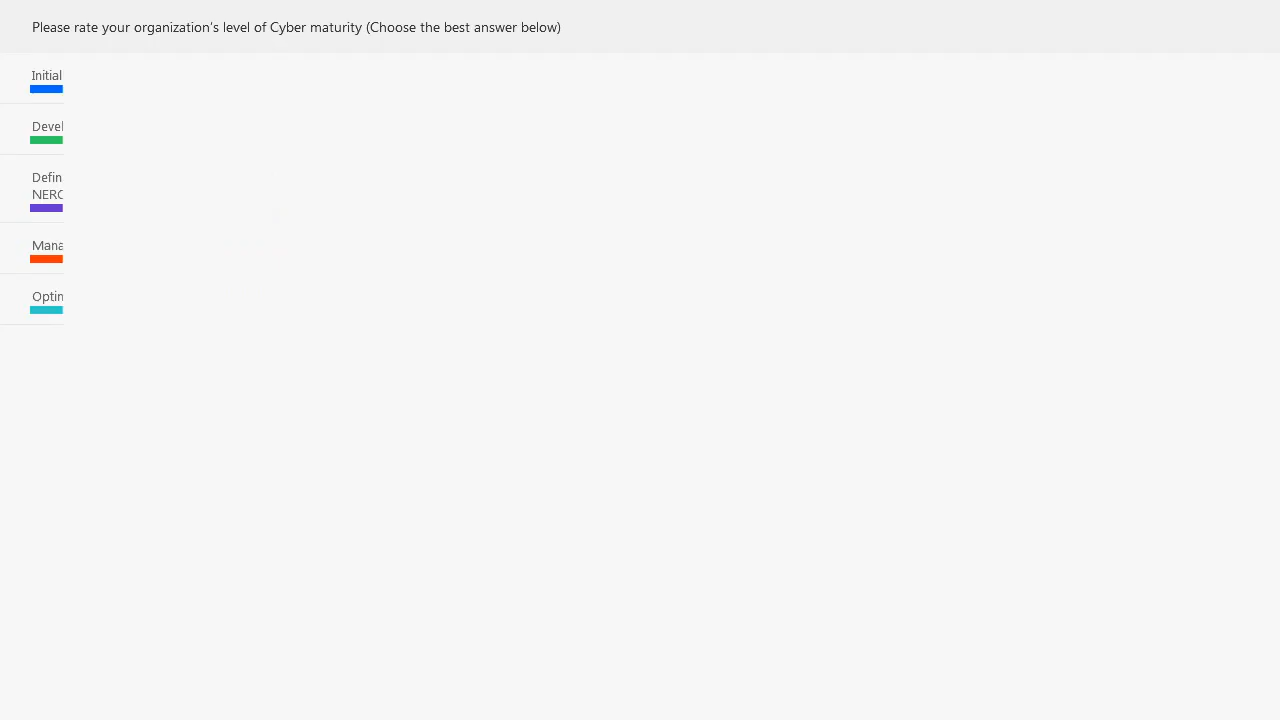 Please rate your organization's level of Cyber maturity (Choose the best answer below)
Initial
Devel
Defin
NERC
Mana
Optin